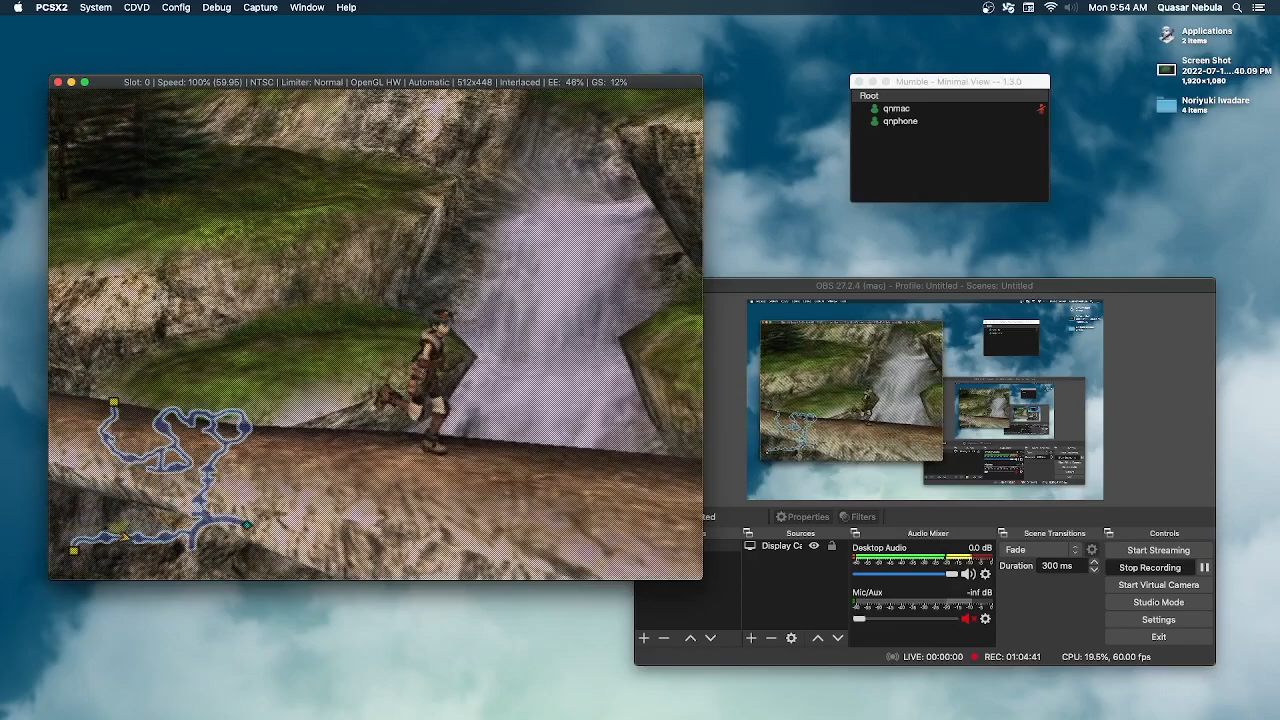 PCSX2 System CDVD Config Debug Capture Window Help
Mon 9:54 AM Quasar Nebula
Applications
2 items
Screen Shot
2022-07-1....40.09 PM
1,920×1,080
Noriyuki Iwadare
4 items
Slot: 0 | Speed: 100% (59.95) | NTSC | Limiter: Normal | OpenGL HW | Automatic | 512x448 | Interlaced | EE: 46% | GS: 12%
Mumble - Minimal View -- 1.3.0
Root
qnmac
qnphone
OBS 27.2.4 (mac) - Profile: Untitled - Scenes: Untitled
Properties Filters
Sources Audio Mixer Scene Transitions Controls
Display Ca
Desktop Audio 0.0 dB
Mic/Aux -inf dB
Fade
Duration 300 ms
Start Streaming
Stop Recording
Start Virtual Camera
Studio Mode
Settings
Exit
LIVE: 00:00:00 REC: 01:04:41 CPU: 19.5%, 60.00 fps